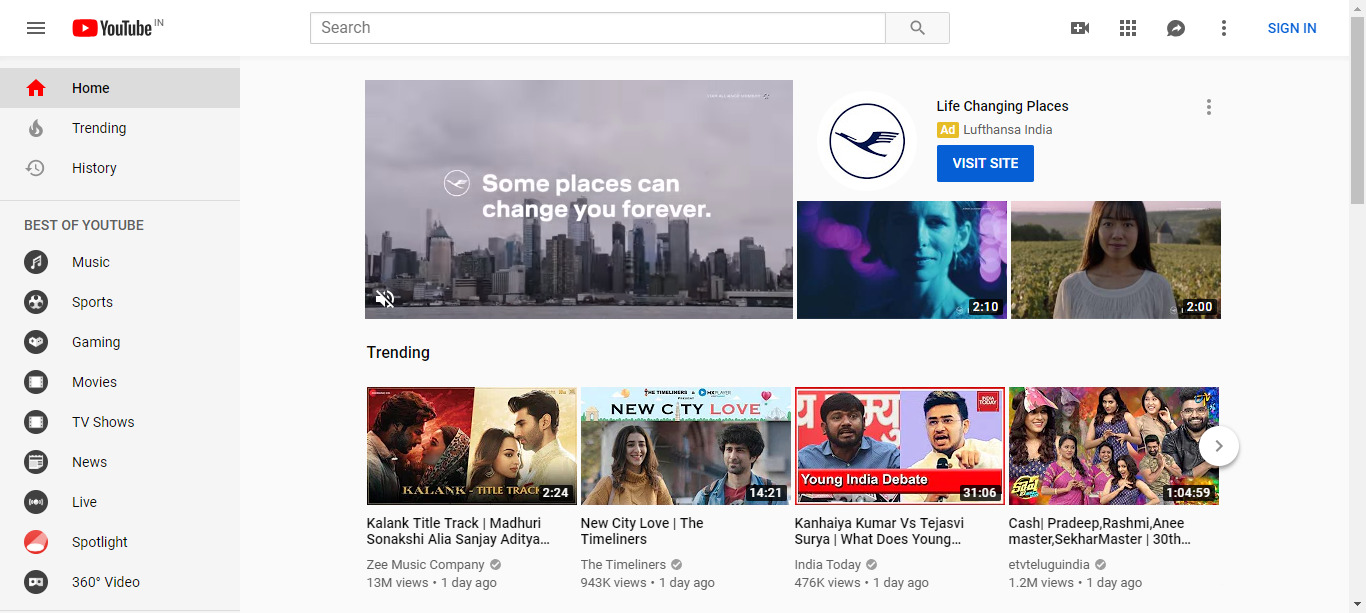 YouTube IN
Search
SIGN IN
Home
Trending
History
BEST OF YOUTUBE
Music
Sports
Gaming
Movies
TV Shows
News
Live
Spotlight
360° Video
Some places can
change you forever.
Life Changing Places
Ad Lufthansa India
VISIT SITE
2:10
2:00
Trending
KALANK - TITLE TRACK
2:24
Kalank Title Track | Madhuri
Sonakshi Alia Sanjay Aditya...
Zee Music Company
13M views • 1 day ago
THE TIMELINERS & MXPLAYER
PRESENT
NEW CITY LOVE
14:21
New City Love | The
Timeliners
The Timeliners
943K views • 1 day ago
INDIA
TODAY
Young India Debate
31:06
Kanhaiya Kumar Vs Tejasvi
Surya | What Does Young...
India Today
476K views • 1 day ago
1:04:59
Cash| Pradeep,Rashmi,Anee
master,SekharMaster | 30th...
etvteluguindia
1.2M views • 1 day ago